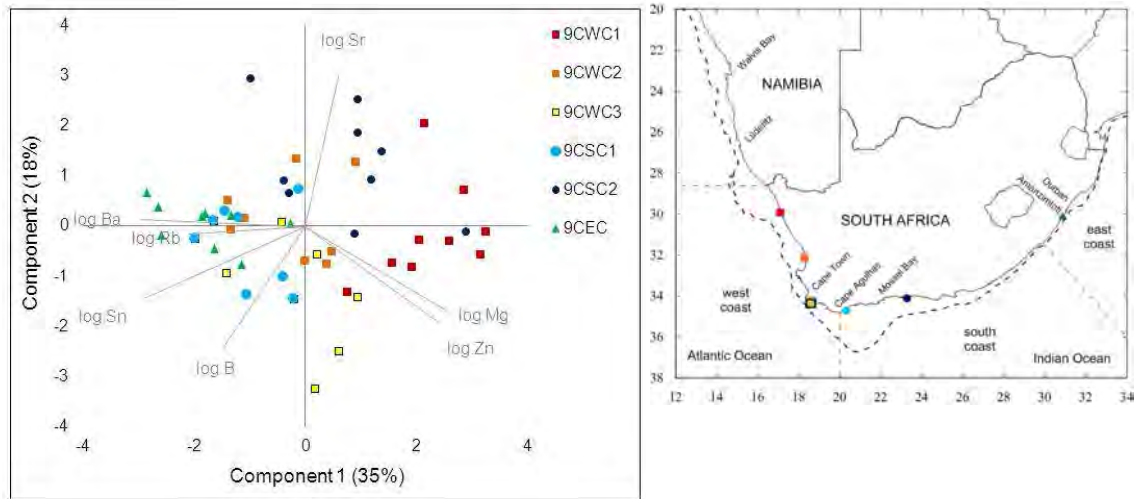 4
3
2
1
0
-1
-2
-3
-4
Component 2 (18%)
-4
-2
0
2
4
Component 1 (35%)
log Sr
log Ba
log Rb
log Sn
log B
log Mg
log Zn
9CWC1
9CWC2
9CWC3
9CSC1
9CSC2
9CEC
20
22
24
26
28
30
32
34
36
38
12
14
16
18
20
22
24
26
28
30
32
34
Walvis Bay
NAMIBIA
Lüderitz
SOUTH AFRICA
Durban
Amanzimtoti
east
coast
Cape Town
Cape Agulhas
Mossel Bay
west
coast
south
coast
Atlantic Ocean
Indian Ocean